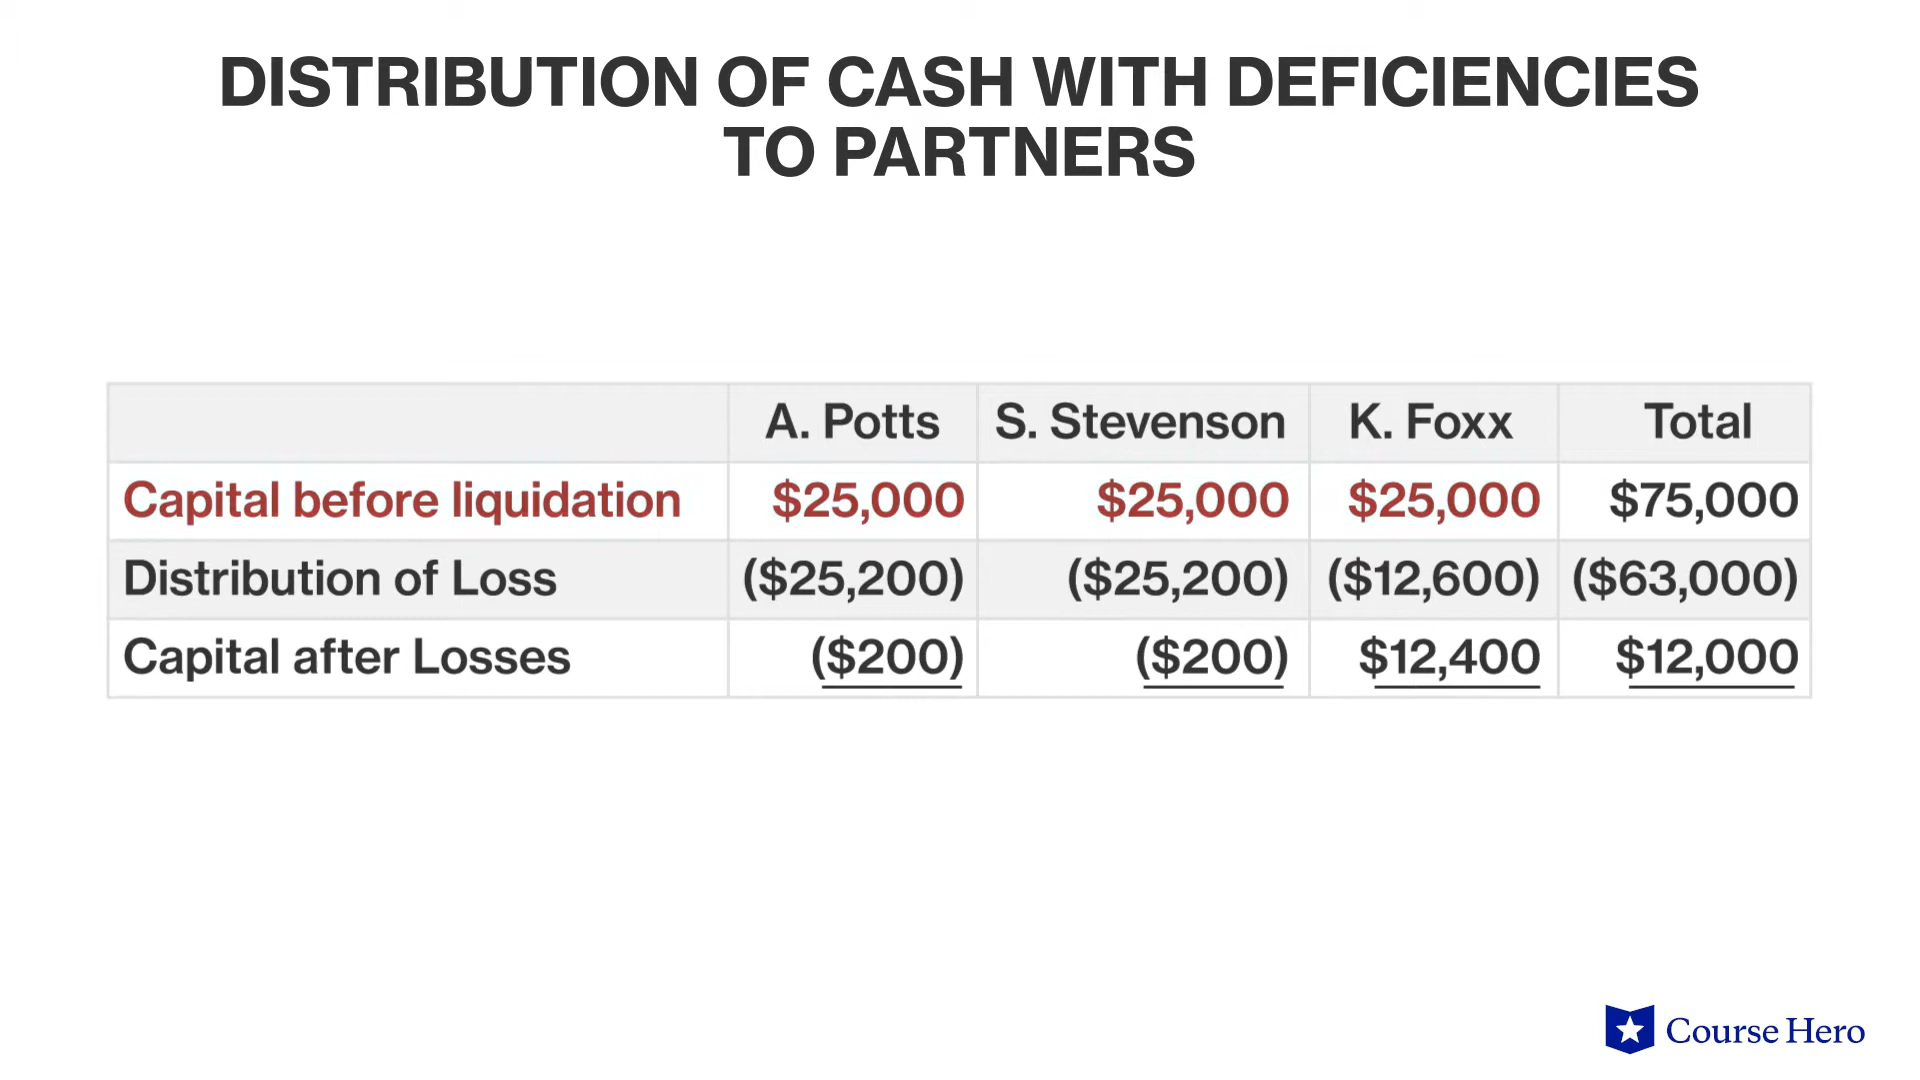 DISTRIBUTION OF CASH WITH DEFICIENCIES
TO PARTNERS
A. Potts S. Stevenson K. Foxx Total
Capital before liquidation $25,000 $25,000 $25,000 $75,000
Distribution of Loss ($25,200) ($25,200) ($12,600) ($63,000)
Capital after Losses ($200) ($200) $12,400 $12,000
Course Hero